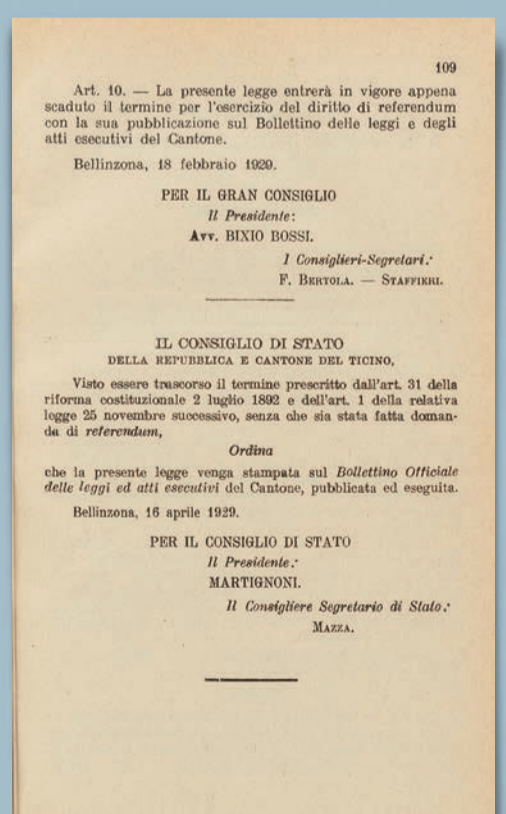 109
Art. 10. — La presente legge entrerà in vigore appena
scaduto il termine per l'esercizio del diritto di referendum
con la sua pubblicazione sul Bollettino delle leggi e degli
atti esecutivi del Cantone.
Bellinzona, 18 febbraio 1929.
PER IL GRAN CONSIGLIO
Il Presidente:
Avv. BIXIO BOSSI.
I Consiglieri-Segretari:
F. BERTOLA. — STAFFIERI.
IL CONSIGLIO DI STATO
DELLA REPUBBLICA E CANTONE DEL TICINO,
Visto essere trascorso il termine prescritto dall'art. 31 della
riforma costituzionale 2 luglio 1892 e dell'art. 1 della relativa
legge 25 novembre successivo, senza che sia stata fatta doman-
da di referendum,
Ordina
che la presente legge venga stampata sul Bollettino Officiale
delle leggi ed atti esecutivi del Cantone, pubblicata ed eseguita.
Bellinzona, 16 aprile 1929.
PER IL CONSIGLIO DI STATO
Il Presidente:
MARTIGNONI.
Il Consigliere Segretario di Stato:
MAZZA.